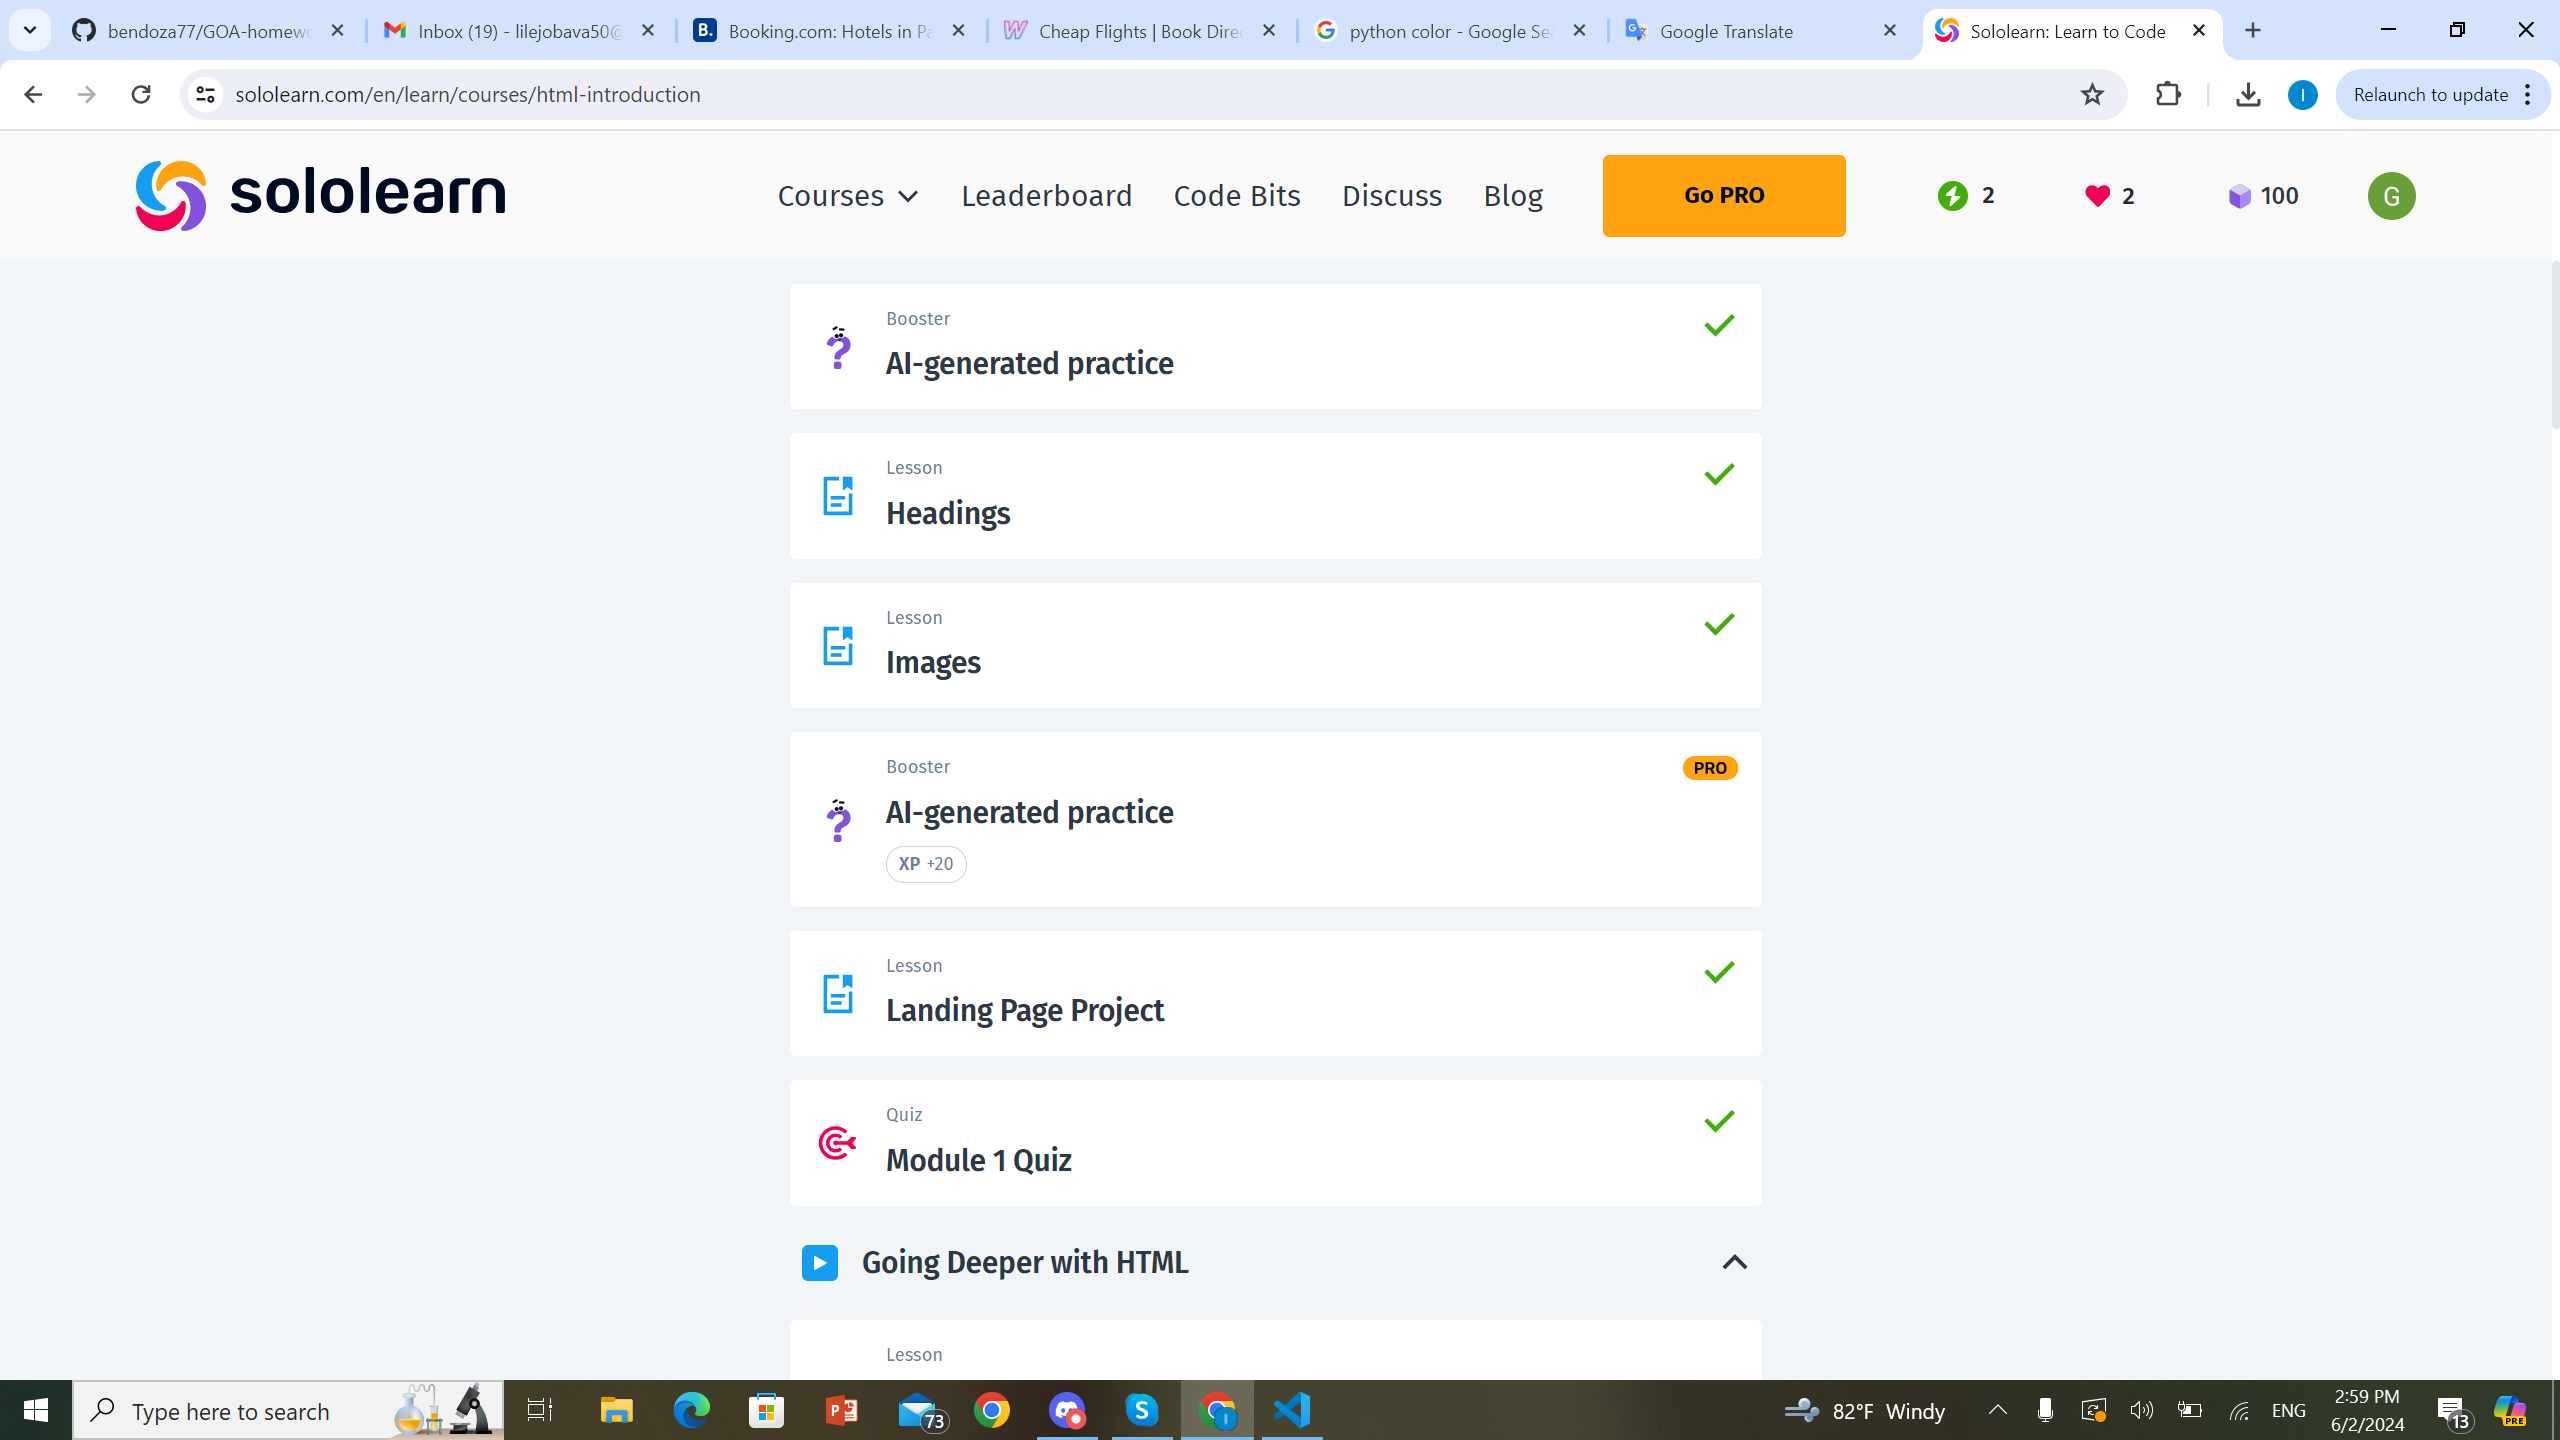 bendoza77/GOA-homew
Inbox (19) - lilejobava50@
Booking.com: Hotels in Pa
Cheap Flights | Book Dire
python color - Google Sea
Google Translate
Sololearn: Learn to Code
sololearn.com/en/learn/courses/html-introduction
I
Relaunch to update
sololearn
Courses
Leaderboard
Code Bits
Discuss
Blog
Go PRO
2
2
100
G
Booster
AI-generated practice
Lesson
Headings
Lesson
Images
Booster
PRO
AI-generated practice
XP +20
Lesson
Landing Page Project
Quiz
Module 1 Quiz
Going Deeper with HTML
Lesson
Type here to search
73
82°F Windy
ENG
2:59 PM
6/2/2024
13
PRE